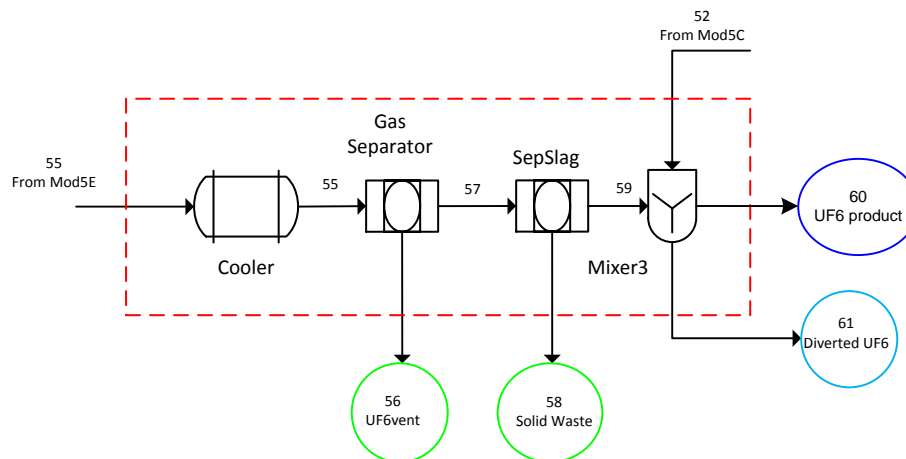 52
From Mod5C
Gas
Separator
SepSlag
55
From Mod5E
55
57
59
60
UF6 product
Cooler
Mixer3
61
Diverted UF6
56
UF6vent
58
Solid Waste